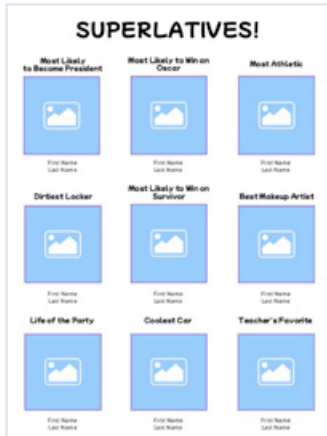 SUPERLATIVES!
Most Likely
to Become President
Most Likely to Win an
Oscar
Most Athletic
First Name
Last Name
First Name
Last Name
First Name
Last Name
Dirtiest Locker
Most Likely to Win on
Survivor
Best Makeup Artist
First Name
Last Name
First Name
Last Name
First Name
Last Name
Life of the Party
Coolest Car
Teacher's Favorite
First Name
Last Name
First Name
Last Name
First Name
Last Name